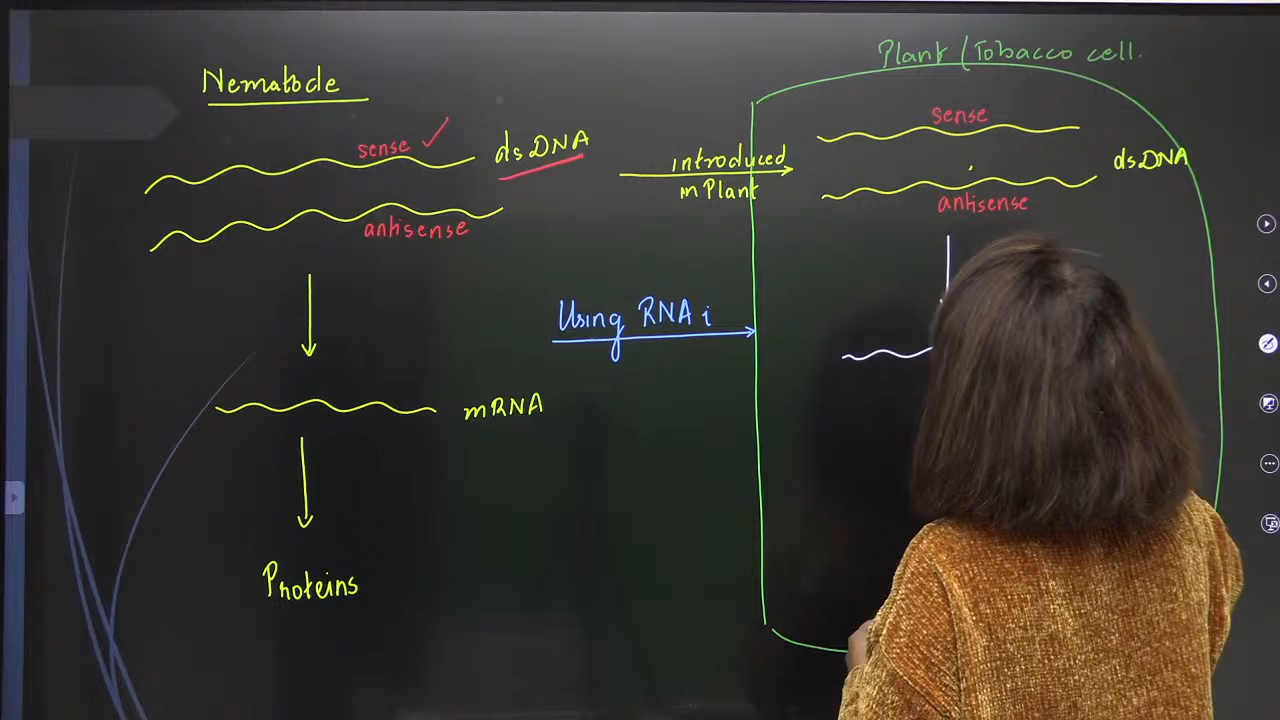 Nematode
sense ✓
dsDNA
antisense
mRNA
Proteins
introduced
in Plant
Using RNA i
Plant (Tobacco cell.
sense
dsDNA
antisense